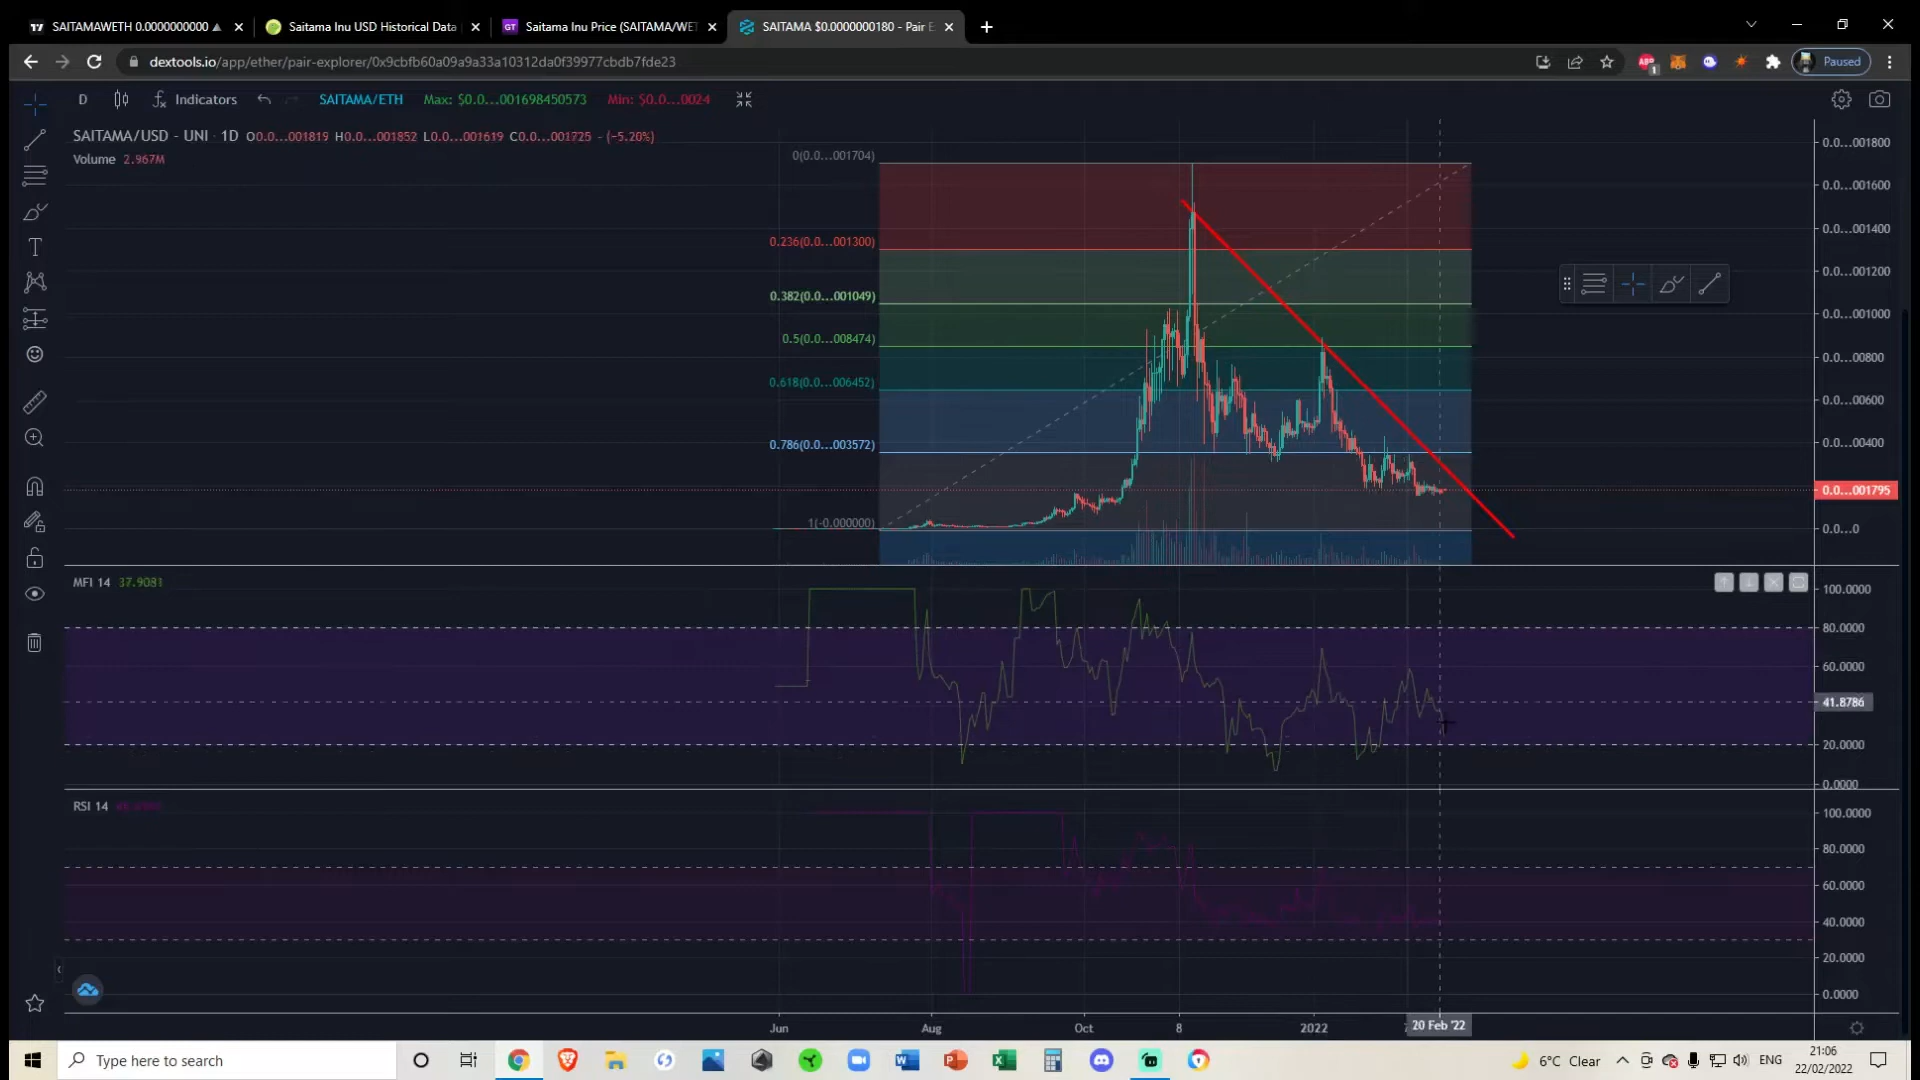 SAITAMAWETH 0.0000000000 ▲
Saitama Inu USD Historical Data
GT Saitama Inu Price (SAITAMA/WE
SAITAMA $0.0000000180 - Pair E
dextools.io/app/ether/pair-explorer/0x9cbfb60a09a9a33a10312da0f39977cbdb7fde23
ABP 1
Paused
D
Indicators
SAITAMA/ETH
Max: $0.0...001698450573
Min: $0.0...0024
SAITAMA/USD - UNI 1D O0.0...001819 H0.0...001852 L0.0...001619 C0.0...001725 - (−5.20%)
Volume 2.967M
0(0.0...001704)
0.236(0.0...001300)
0.382(0.0...001049)
0.5(0.0...008474)
0.618(0.0...006452)
0.786(0.0...003572)
1(-0.000000)
0.0...001800
0.0...001600
0.0...001400
0.0...001200
0.0...001000
0.0...00800
0.0...00600
0.0...00400
0.0...001795
0.0...0
MFI 14 37.9081
100.0000
80.0000
60.0000
41.8786
20.0000
0.0000
RSI 14
100.0000
80.0000
60.0000
40.0000
20.0000
0.0000
Jun
Aug
Oct
8
2022
20 Feb '22
Type here to search
6°C Clear
ENG
21:06
22/02/2022